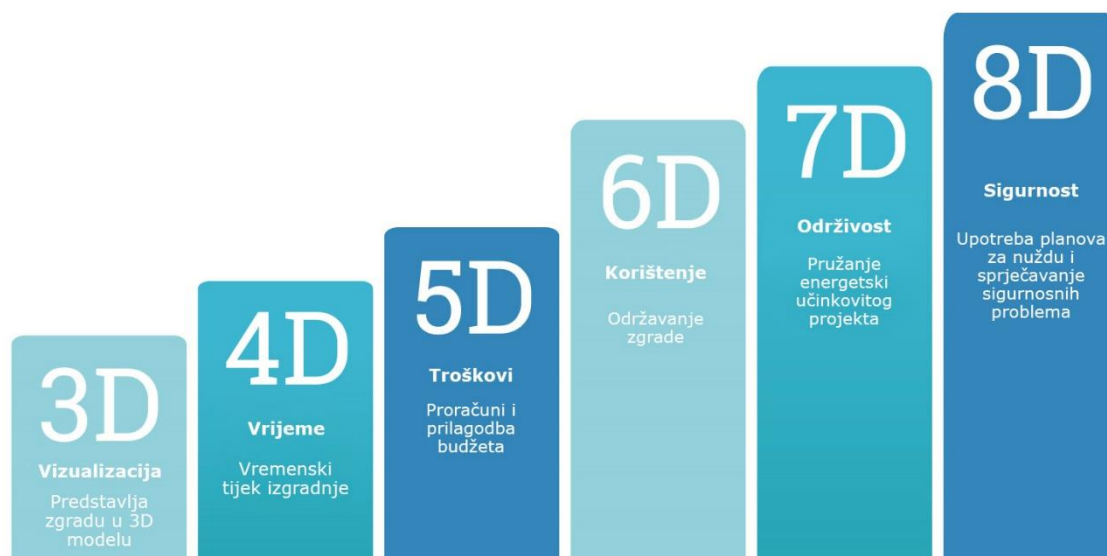 3D
Vizualizacija
Predstavlja
zgradu u 3D
modelu
4D
Vrijeme
Vremenski
tijek izgradnje
5D
Troškovi
Proračuni i
prilagodba
budžeta
6D
Korištenje
Održavanje
zgrade
7D
Održivost
Pružanje
energetski
učinkovitog
projekta
8D
Sigurnost
Upotreba planova
za nuždu i
sprječavanje
sigurnosnih
problema